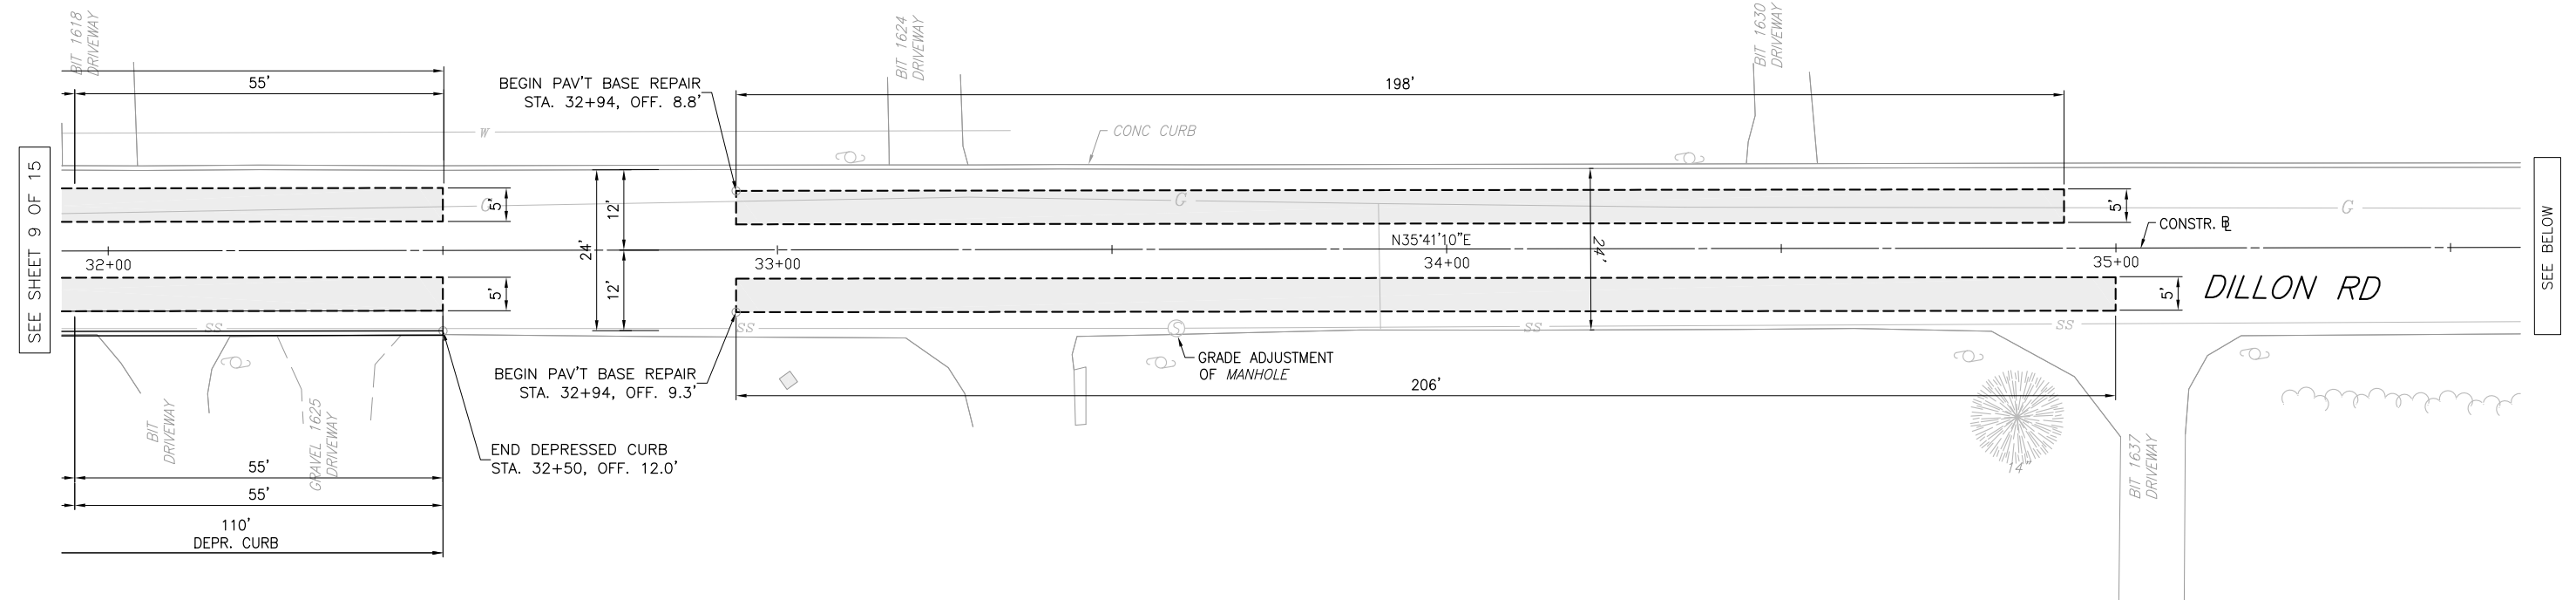 BIT 1618
DRIVEWAY
55'
BEGIN PAV'T BASE REPAIR
STA. 32+94, OFF. 8.8'
BIT 1624
DRIVEWAY
198'
BIT 1630
DRIVEWAY
W
CONC CURB
SEE SHEET 9 OF 15
5'
G
12'
24'
12'
G
N35°41'10"E
24'
5'
G
CONSTR. BL
32+00
33+00
34+00
35+00
5'
5'
DILLON RD
SEE BELOW
SS
SS
S
SS
SS
GRADE ADJUSTMENT
OF MANHOLE
BEGIN PAV'T BASE REPAIR
STA. 32+94, OFF. 9.3'
206'
BIT
DRIVEWAY
GRAVEL 1625
DRIVEWAY
END DEPRESSED CURB
STA. 32+50, OFF. 12.0'
14"
BIT 1637
DRIVEWAY
55'
55'
110'
DEPR. CURB